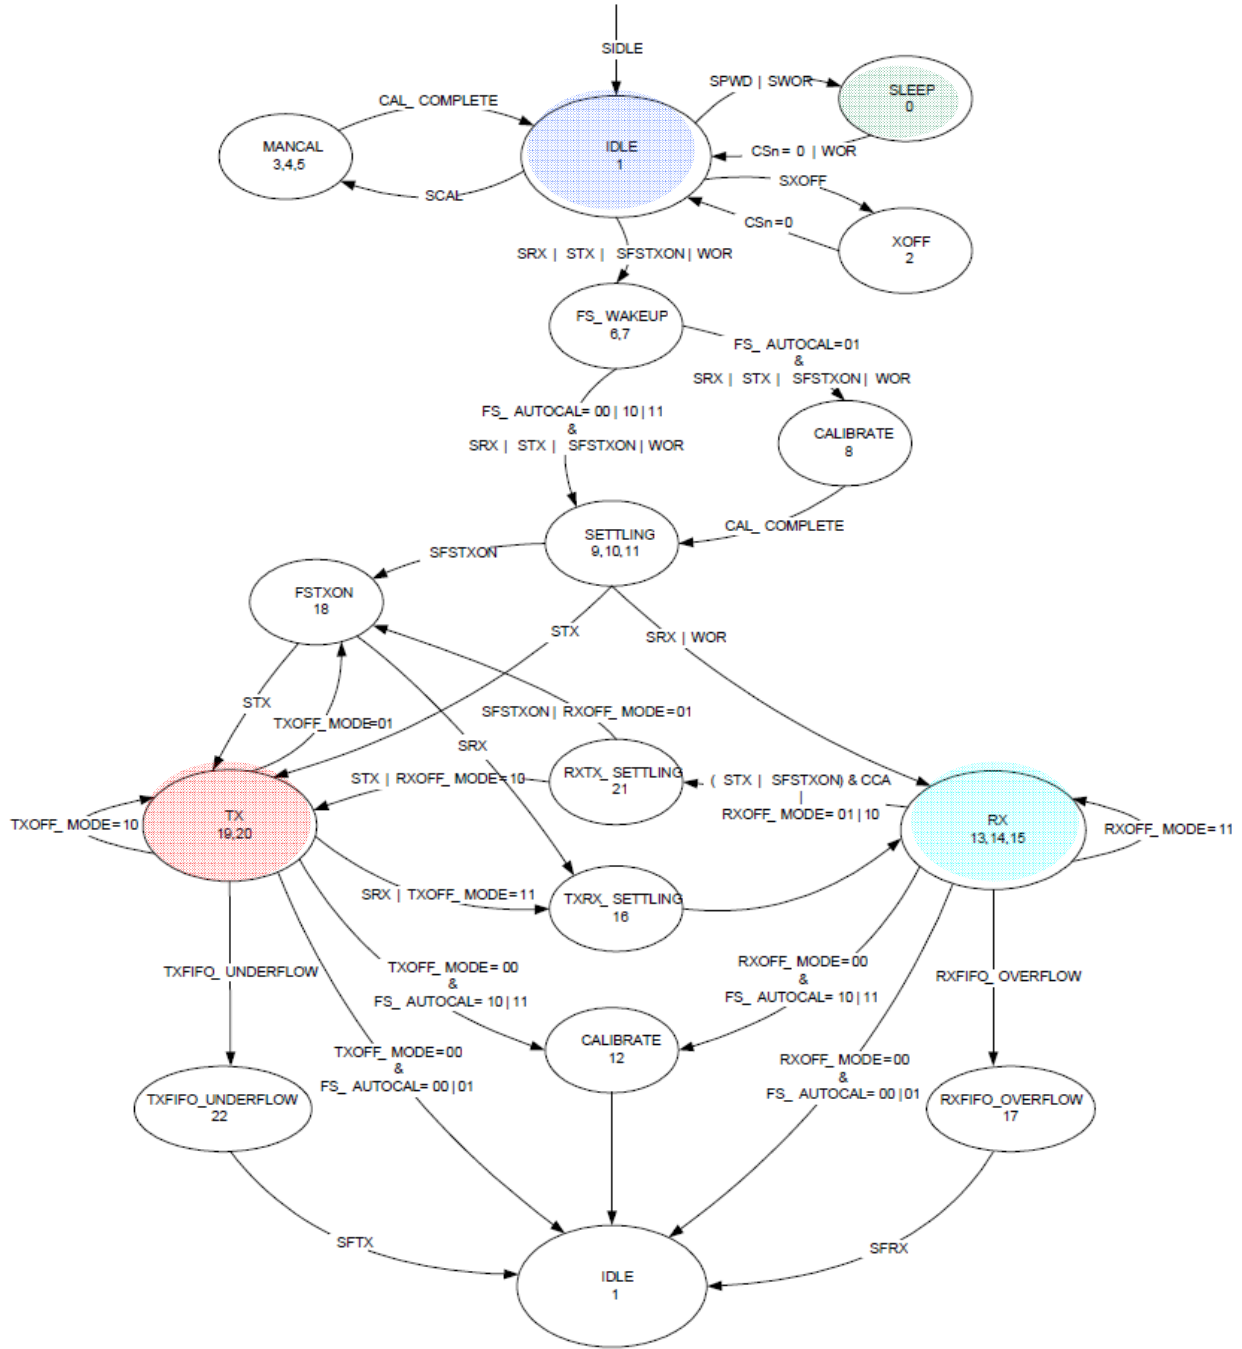 SIDLE
SPWD | SWOR
SLEEP
0
CAL_ COMPLETE
MANCAL
3,4,5
IDLE
1
CSn = 0 | WOR
SXOFF
SCAL
CSn = 0
XOFF
2
SRX | STX | SFSTXON | WOR
FS_ WAKEUP
6,7
FS_ AUTOCAL= 01
&
SRX | STX | SFSTXON | WOR
FS_ AUTOCAL= 00 | 10 | 11
&
SRX | STX | SFSTXON | WOR
CALIBRATE
8
CAL_ COMPLETE
SETTLING
9,10,11
SFSTXON
FSTXON
18
STX
SRX | WOR
STX
TXOFF_ MODE=01
SFSTXON | RXOFF_ MODE=01
SRX
STX | RXOFF_ MODE=10
RXTX_ SETTLING
21
( STX | SFSTXON) & CCA
|
RXOFF_ MODE= 01 | 10
TXOFF_ MODE= 10
TX
19,20
RX
13,14,15
RXOFF_ MODE= 11
SRX | TXOFF_ MODE= 11
TXRX_ SETTLING
16
TXFIFO_ UNDERFLOW
TXOFF_ MODE= 00
&
FS_ AUTOCAL= 10 | 11
RXOFF_ MODE= 00
&
FS_ AUTOCAL= 10 | 11
RXFIFO_ OVERFLOW
CALIBRATE
12
TXOFF_ MODE= 00
&
FS_ AUTOCAL= 00 | 01
RXOFF_ MODE= 00
&
FS_ AUTOCAL= 00 | 01
TXFIFO_UNDERFLOW
22
RXFIFO_OVERFLOW
17
SFTX
SFRX
IDLE
1